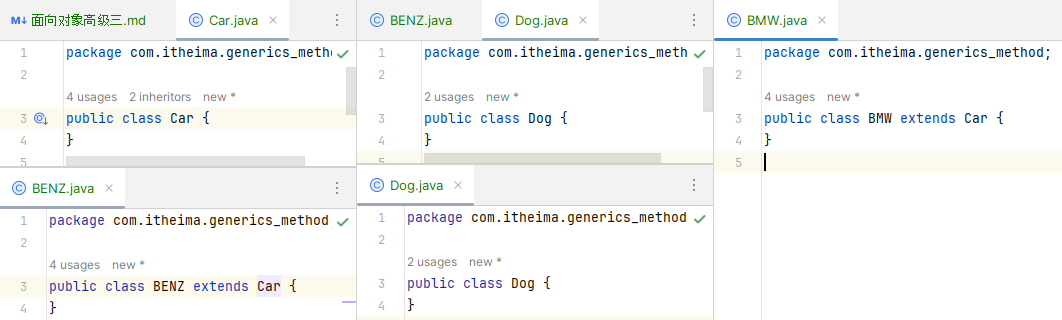 面向对象高级三.md
Car.java
1 package com.itheima.generics_metho
2
4 usages 2 inheritors new *
3 public class Car {
4 }
5
BENZ.java
1 package com.itheima.generics_method
2
4 usages new *
3 public class BENZ extends Car {
4 }
BENZ.java
Dog.java
1 package com.itheima.generics_meth
2
2 usages new *
3 public class Dog {
4 }
5
Dog.java
1 package com.itheima.generics_method
2
2 usages new *
3 public class Dog {
4 }
BMW.java
1 package com.itheima.generics_method;
2
4 usages new *
3 public class BMW extends Car {
4 }
5